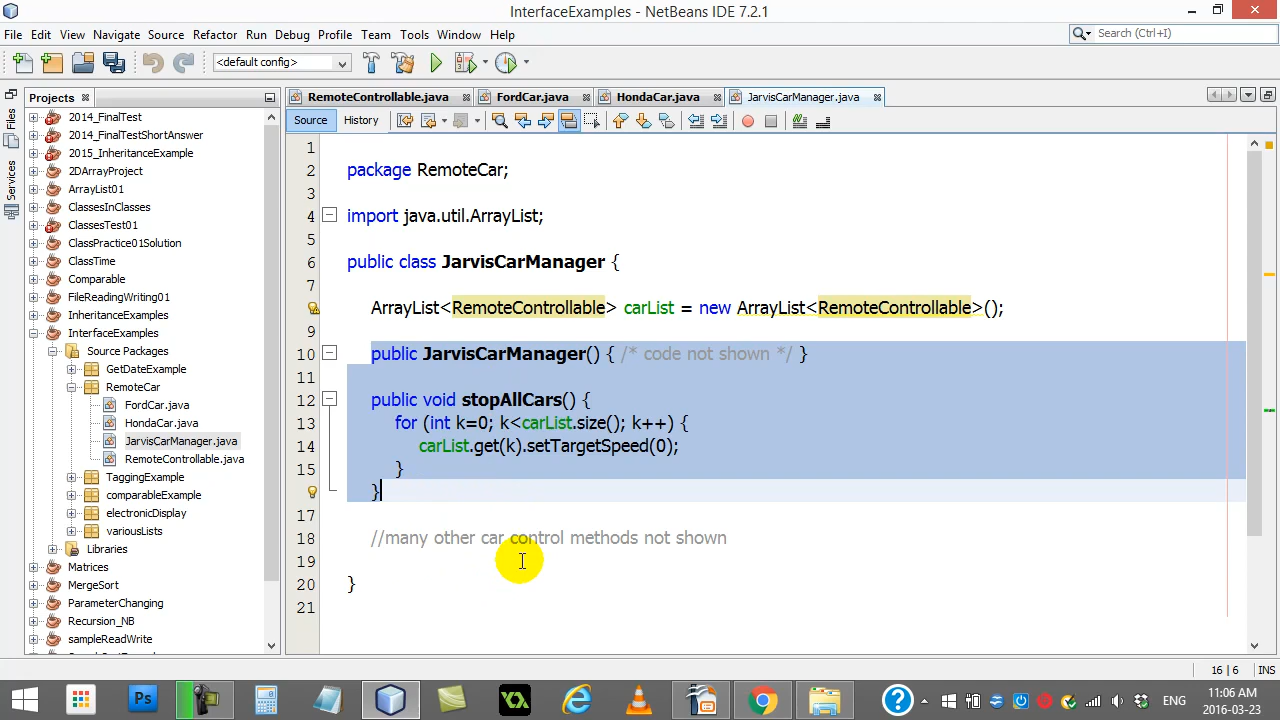 InterfaceExamples - NetBeans IDE 7.2.1
File Edit View Navigate Source Refactor Run Debug Profile Team Tools Window Help
Search (Ctrl+I)
<default config>
Projects
RemoteControllable.java
FordCar.java
HondaCar.java
JarvisCarManager.java
Source
History
Files
Services
2014_FinalTest
2014_FinalTestShortAnswer
2015_InheritanceExample
2DArrayProject
ArrayList01
ClassesInClasses
ClassesTest01
ClassPractice01Solution
ClassTime
Comparable
FileReadingWriting01
InheritanceExamples
InterfaceExamples
Source Packages
GetDateExample
RemoteCar
FordCar.java
HondaCar.java
JarvisCarManager.java
RemoteControllable.java
TaggingExample
comparableExample
electronicDisplay
variousLists
Libraries
Matrices
MergeSort
ParameterChanging
Recursion_NB
sampleReadWrite
1
2 package RemoteCar;
3
4 import java.util.ArrayList;
5
6 public class JarvisCarManager {
7
ArrayList<RemoteControllable> carList = new ArrayList<RemoteControllable>();
9
10 public JarvisCarManager() { /* code not shown */ }
11
12 public void stopAllCars() {
13 for (int k=0; k<carList.size(); k++) {
14 carList.get(k).setTargetSpeed(0);
15 }
}
17
18 //many other car control methods not shown
19
20 }
21
16 | 6
INS
Ps
ENG
11:06 AM
2016-03-23